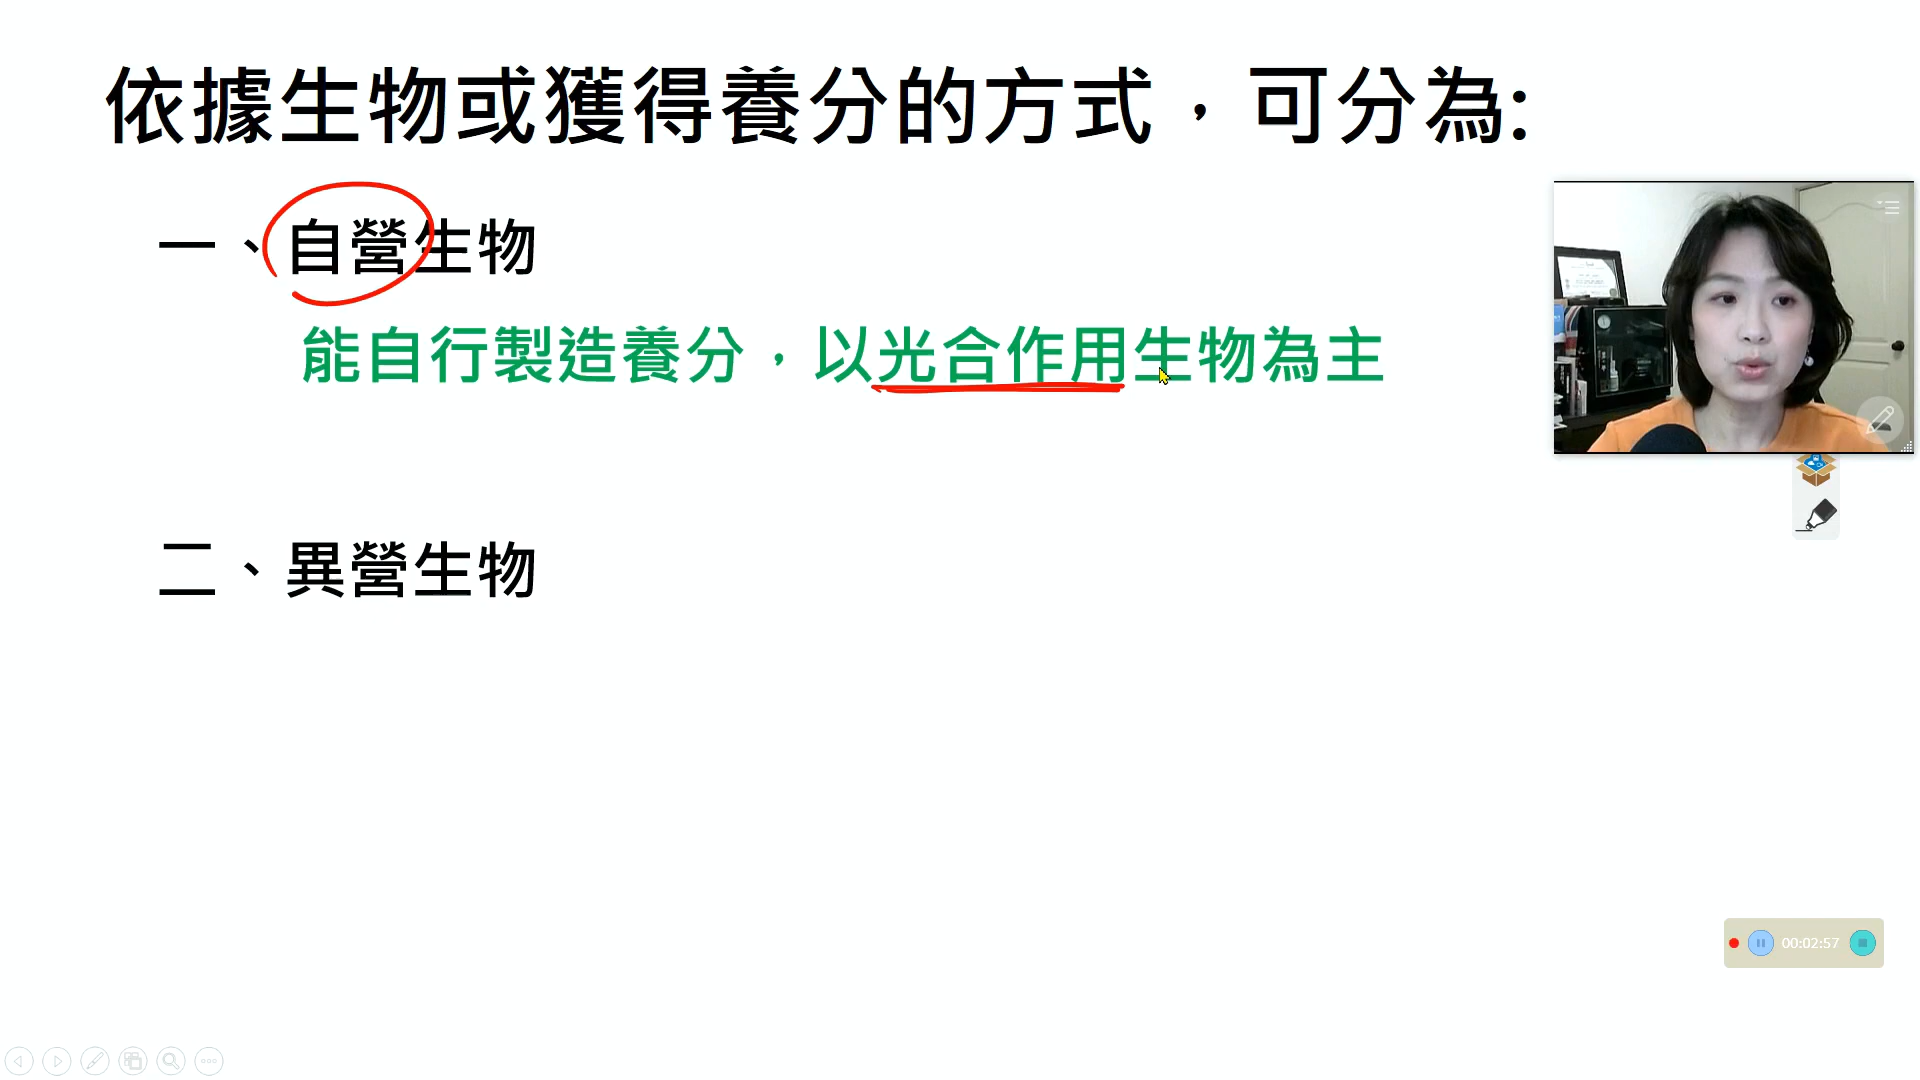 依據生物或獲得養分的方式，可分為:
一、自營生物
能自行製造養分，以光合作用生物為主
二、異營生物
00:02:57